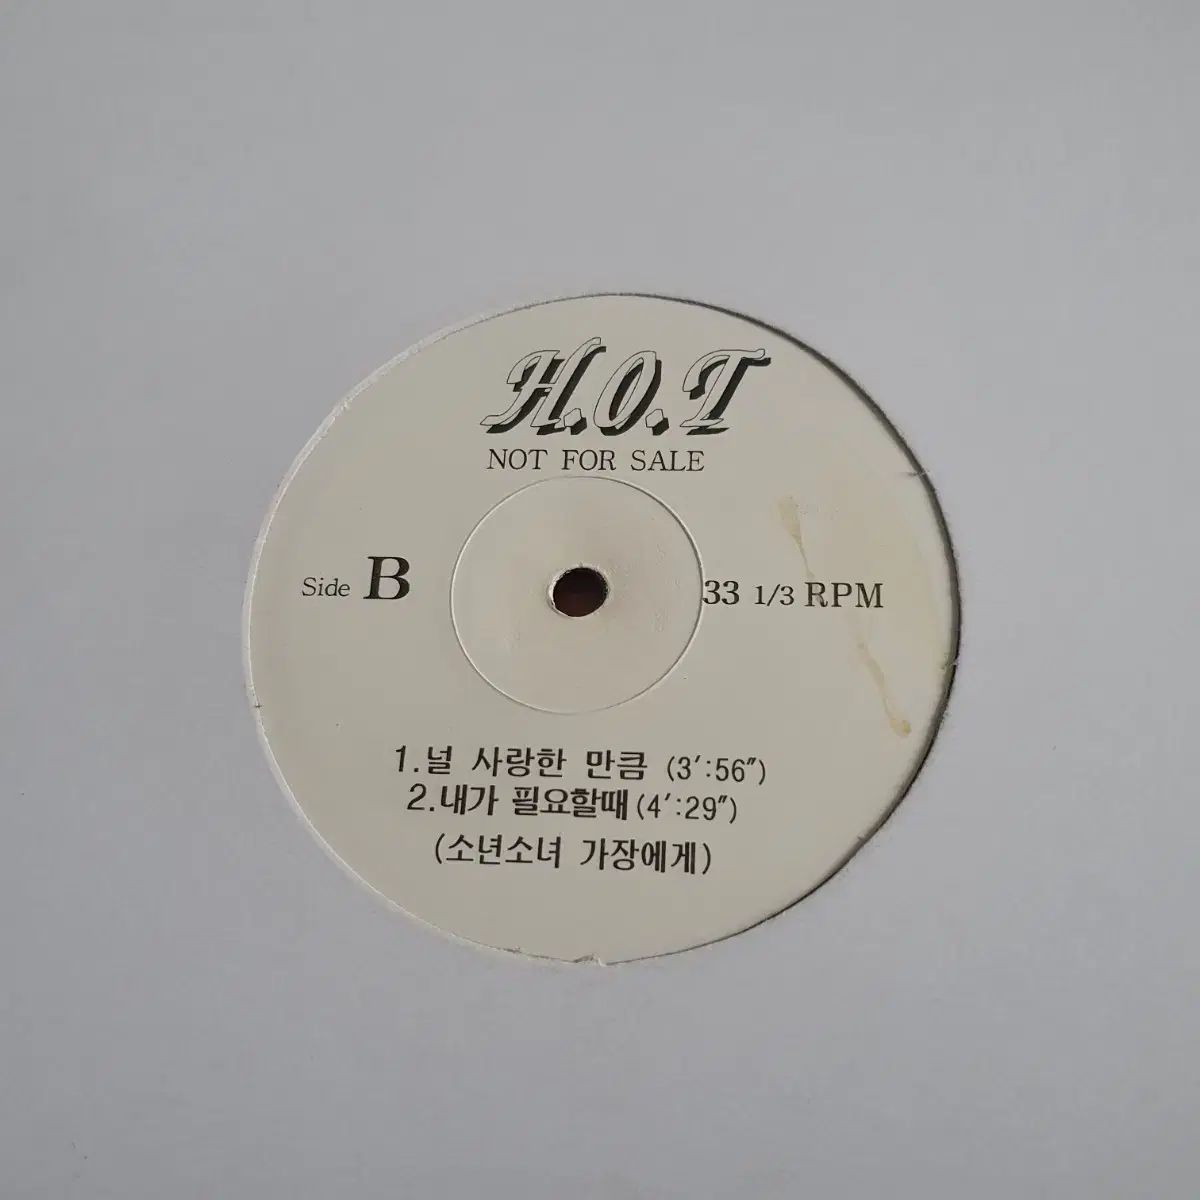 H.O.T
NOT FOR SALE
Side B
33 1/3 RPM
1.널 사랑한 만큼 (3':56")
2.내가 필요할때(4':29")
(소년소녀 가장에게)